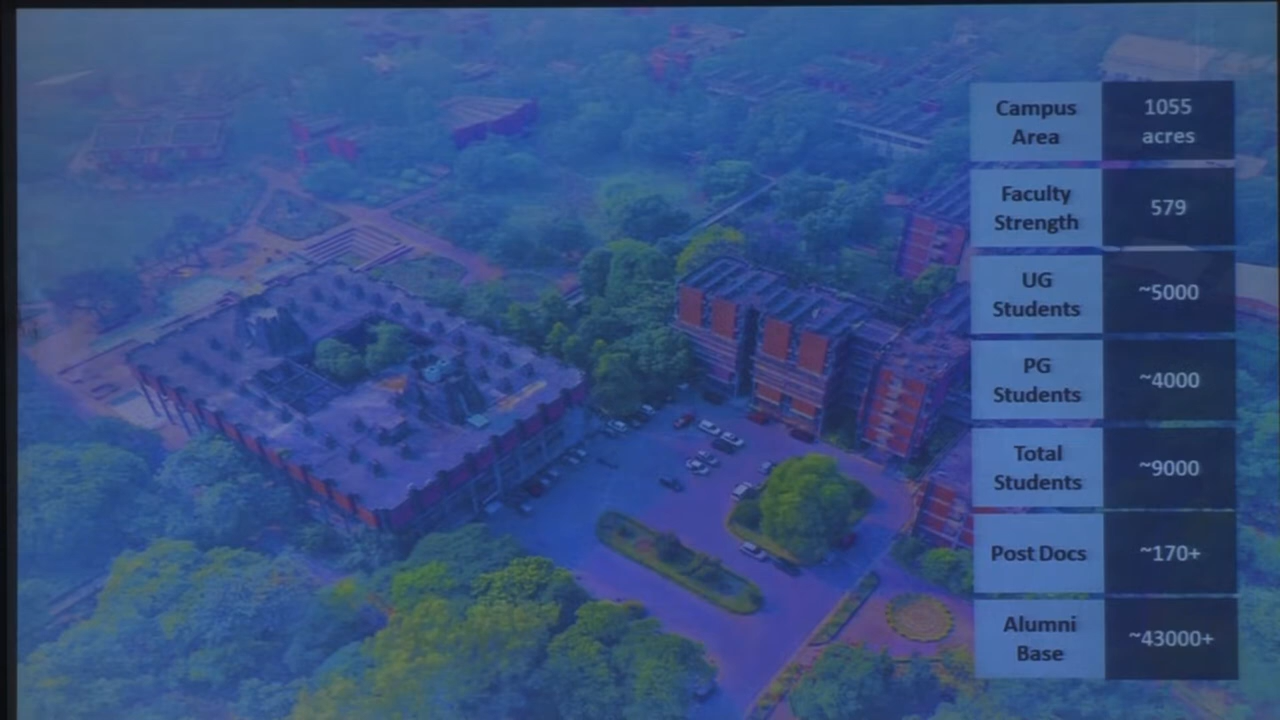 Campus
Area
1055
acres
Faculty
Strength
579
UG
Students
~5000
PG
Students
~4000
Total
Students
~9000
Post Docs
~170+
Alumni
Base
~43000+